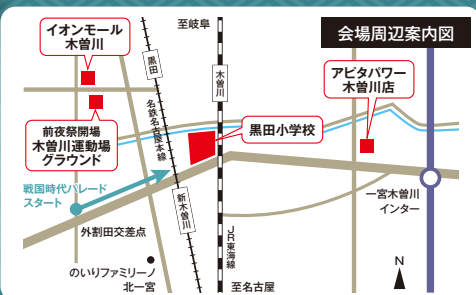 会場周辺案内図
至岐阜
イオンモール
木曽川
黒田
木曽川
アピタパワー
木曽川店
前夜祭開場
木曽川運動場
グラウンド
名鉄名古屋本線
黒田小学校
戦国時代パレード
スタート
新木曽川
一宮木曽川
インター
外割田交差点
JR東海線
のいりファミリーノ
北一宮
至名古屋
N